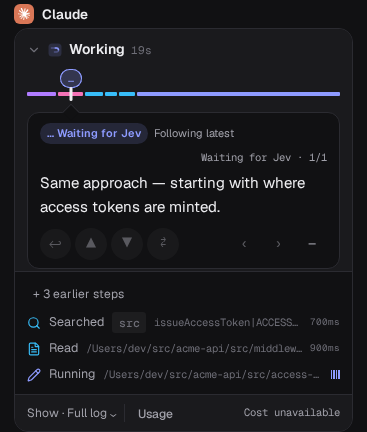 Claude
Working 19s
…
… Waiting for Jev Following latest
Waiting for Jev · 1/1
Same approach — starting with where
access tokens are minted.
+ 3 earlier steps
Searched src issueAccessToken|ACCESS… 700ms
Read /Users/dev/src/acme-api/src/middlew… 900ms
Running /Users/dev/src/acme-api/src/access-…
Show · Full log Usage Cost unavailable